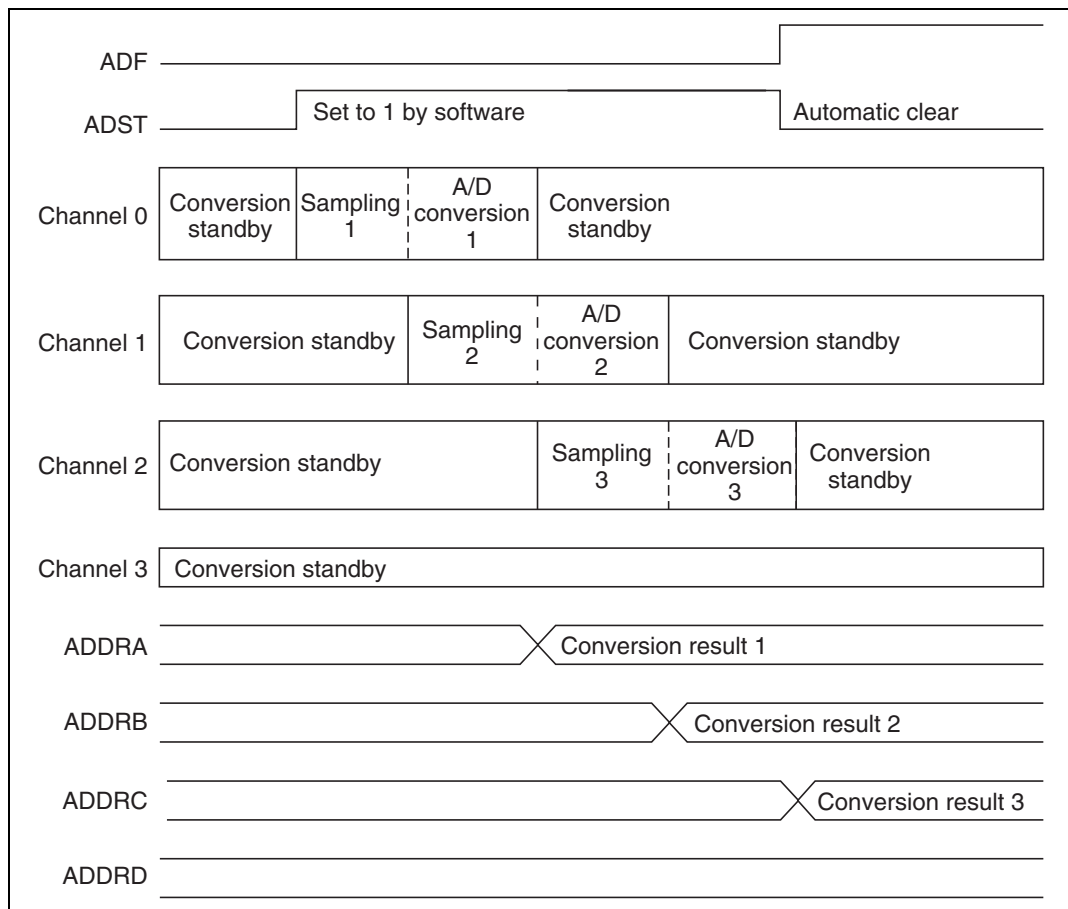 ADF
ADST
Set to 1 by software
Automatic clear
Channel 0
Conversion
standby
Sampling
1
A/D
conversion
1
Conversion
standby
Channel 1
Conversion standby
Sampling
2
A/D
conversion
2
Conversion standby
Channel 2
Conversion standby
Sampling
3
A/D
conversion
3
Conversion
standby
Channel 3
Conversion standby
ADDRA
Conversion result 1
ADDRB
Conversion result 2
ADDRC
Conversion result 3
ADDRD